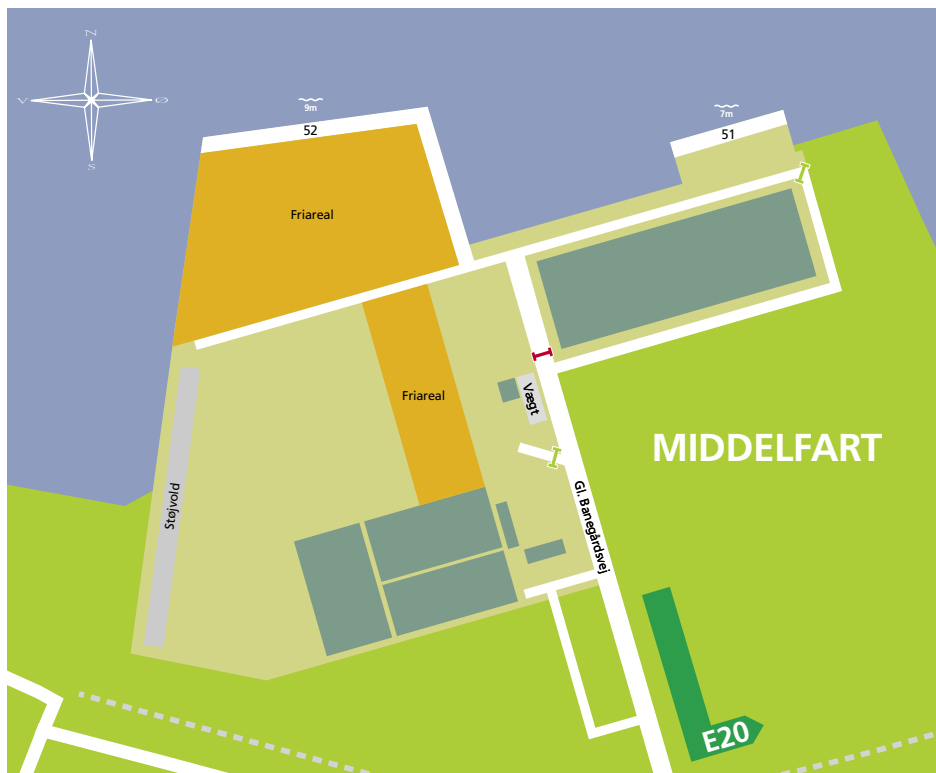 N
V
Ø
S
9m
52
7m
51
Friareal
Friareal
Vægt
MIDDELFART
Støjvold
Gl. Banegårdsvej
E20